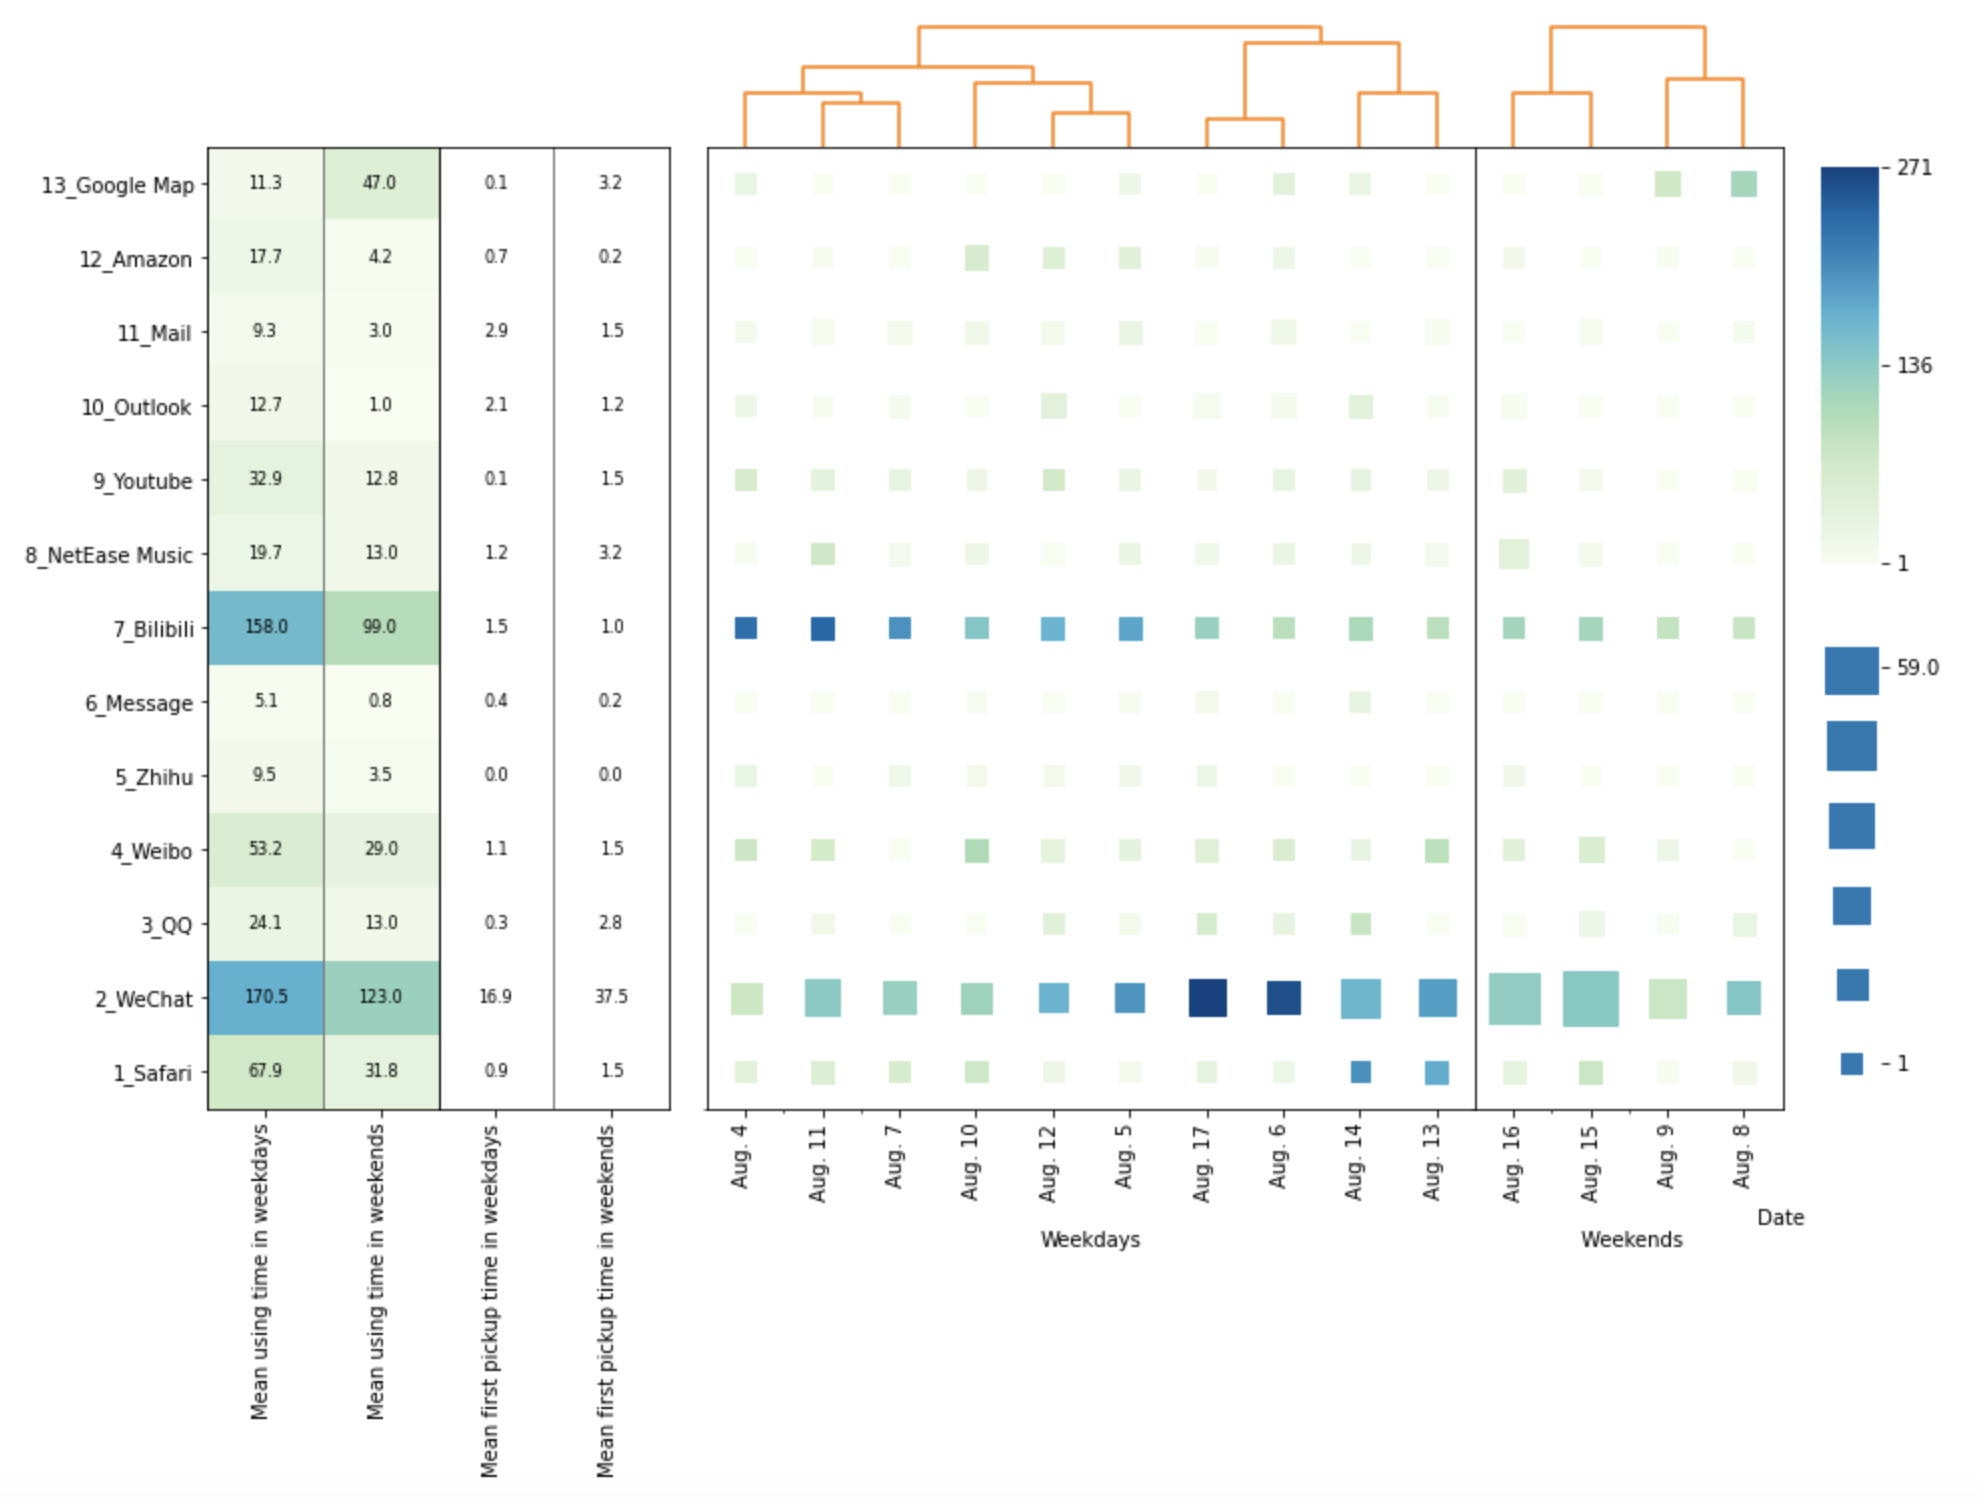 13_Google Map 11.3 47.0 0.1 3.2
12_Amazon 17.7 4.2 0.7 0.2
11_Mail 9.3 3.0 2.9 1.5
10_Outlook 12.7 1.0 2.1 1.2
9_Youtube 32.9 12.8 0.1 1.5
8_NetEase Music 19.7 13.0 1.2 3.2
7_Bilibili 158.0 99.0 1.5 1.0
6_Message 5.1 0.8 0.4 0.2
5_Zhihu 9.5 3.5 0.0 0.0
4_Weibo 53.2 29.0 1.1 1.5
3_QQ 24.1 13.0 0.3 2.8
2_WeChat 170.5 123.0 16.9 37.5
1_Safari 67.9 31.8 0.9 1.5
Mean using time in weekdays
Mean using time in weekends
Mean first pickup time in weekdays
Mean first pickup time in weekends
Aug. 4
Aug. 11
Aug. 7
Aug. 10
Aug. 12
Aug. 5
Aug. 17
Aug. 6
Aug. 14
Aug. 13
Aug. 16
Aug. 15
Aug. 9
Aug. 8
Date
Weekdays
Weekends
271
136
1
59.0
1